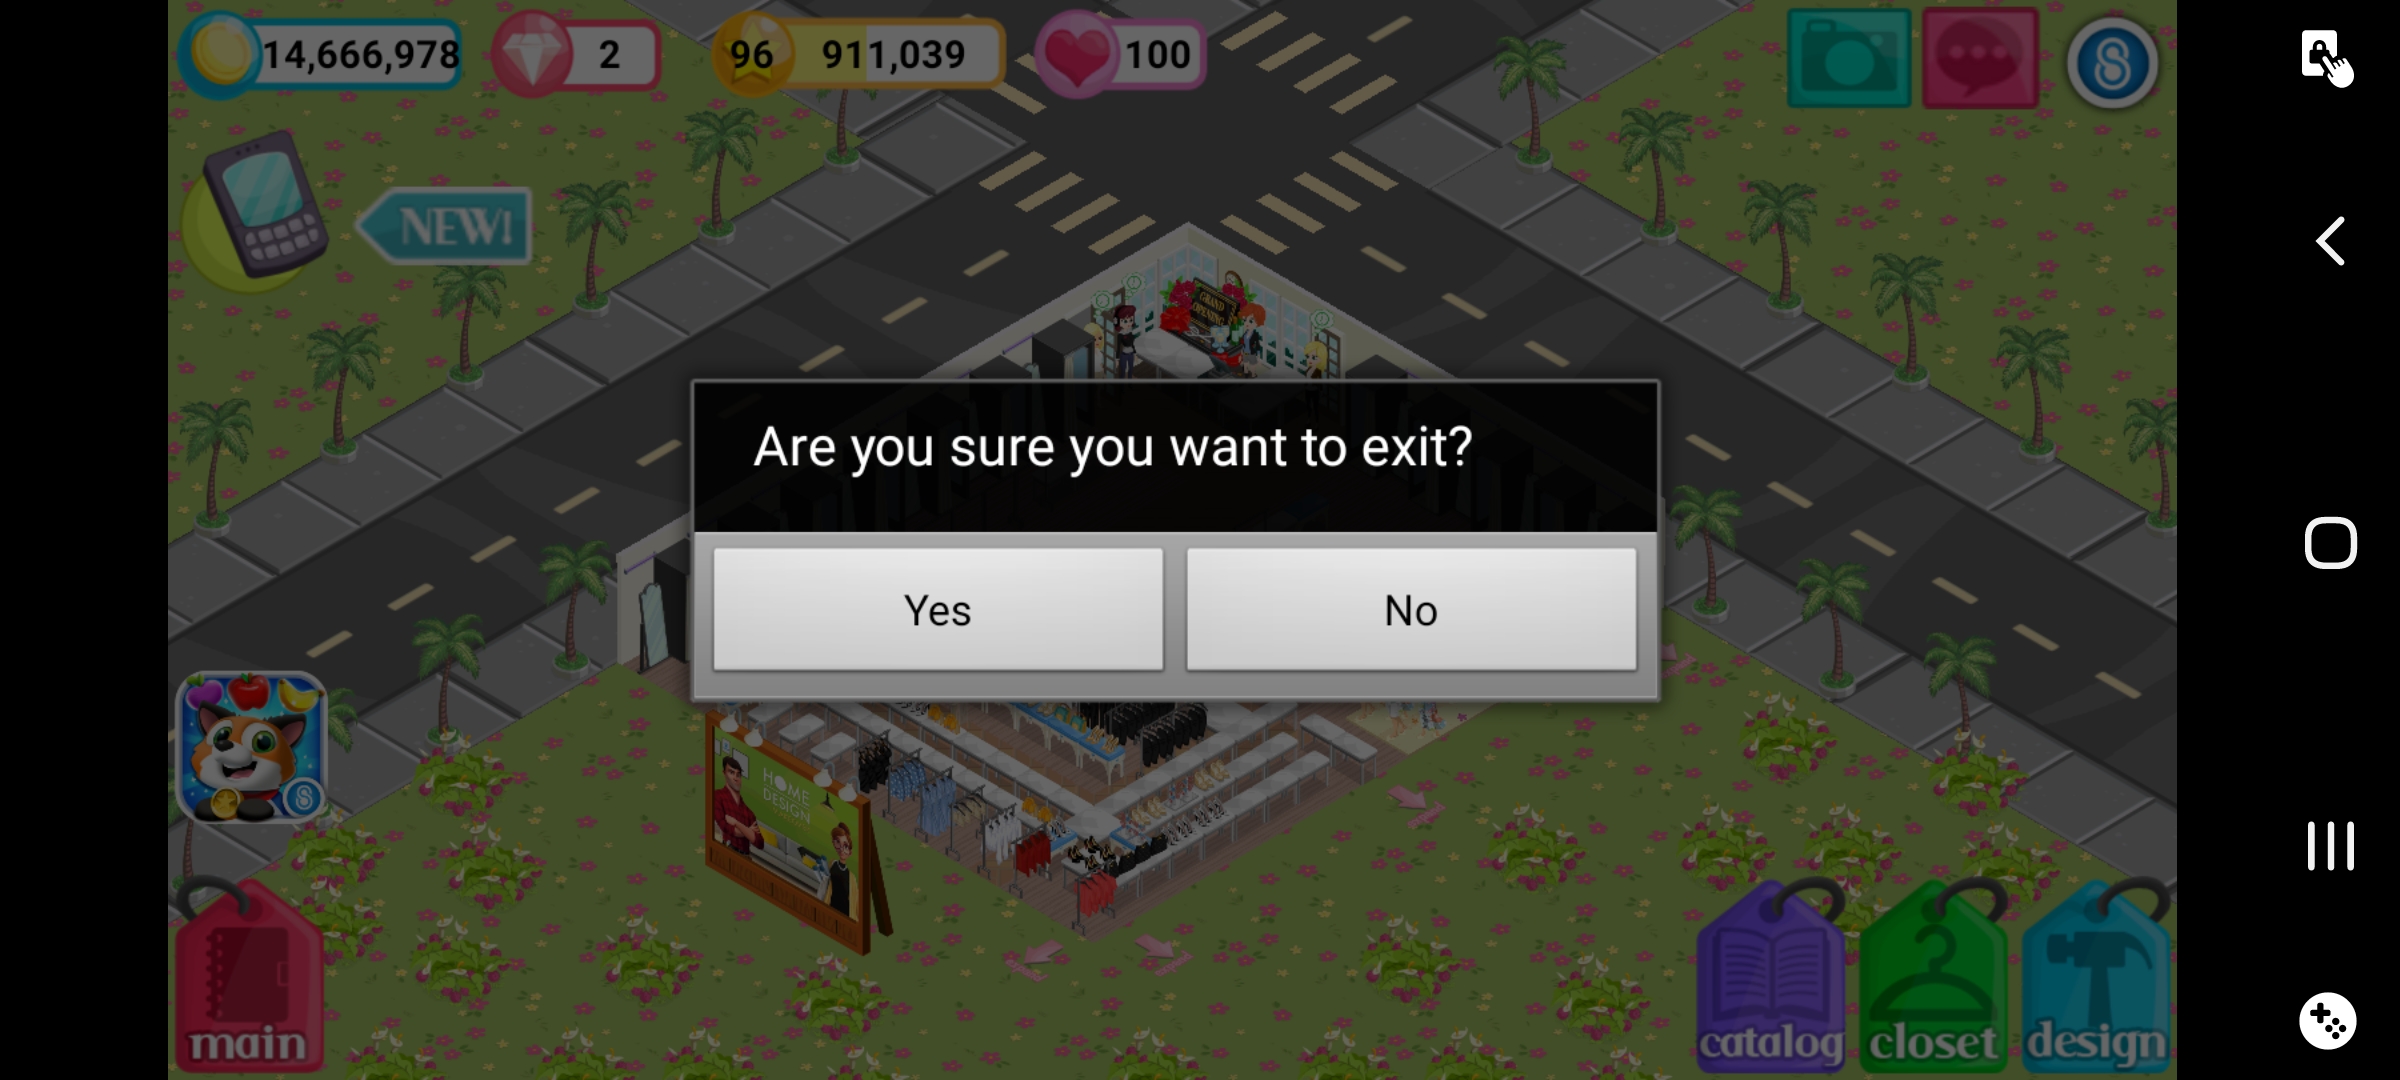 14,666,978
2
96
911,039
100
NEW!
GRAND
OPENING
Are you sure you want to exit?
Yes
No
HOME
DESIGN
main
catalog
closet
design